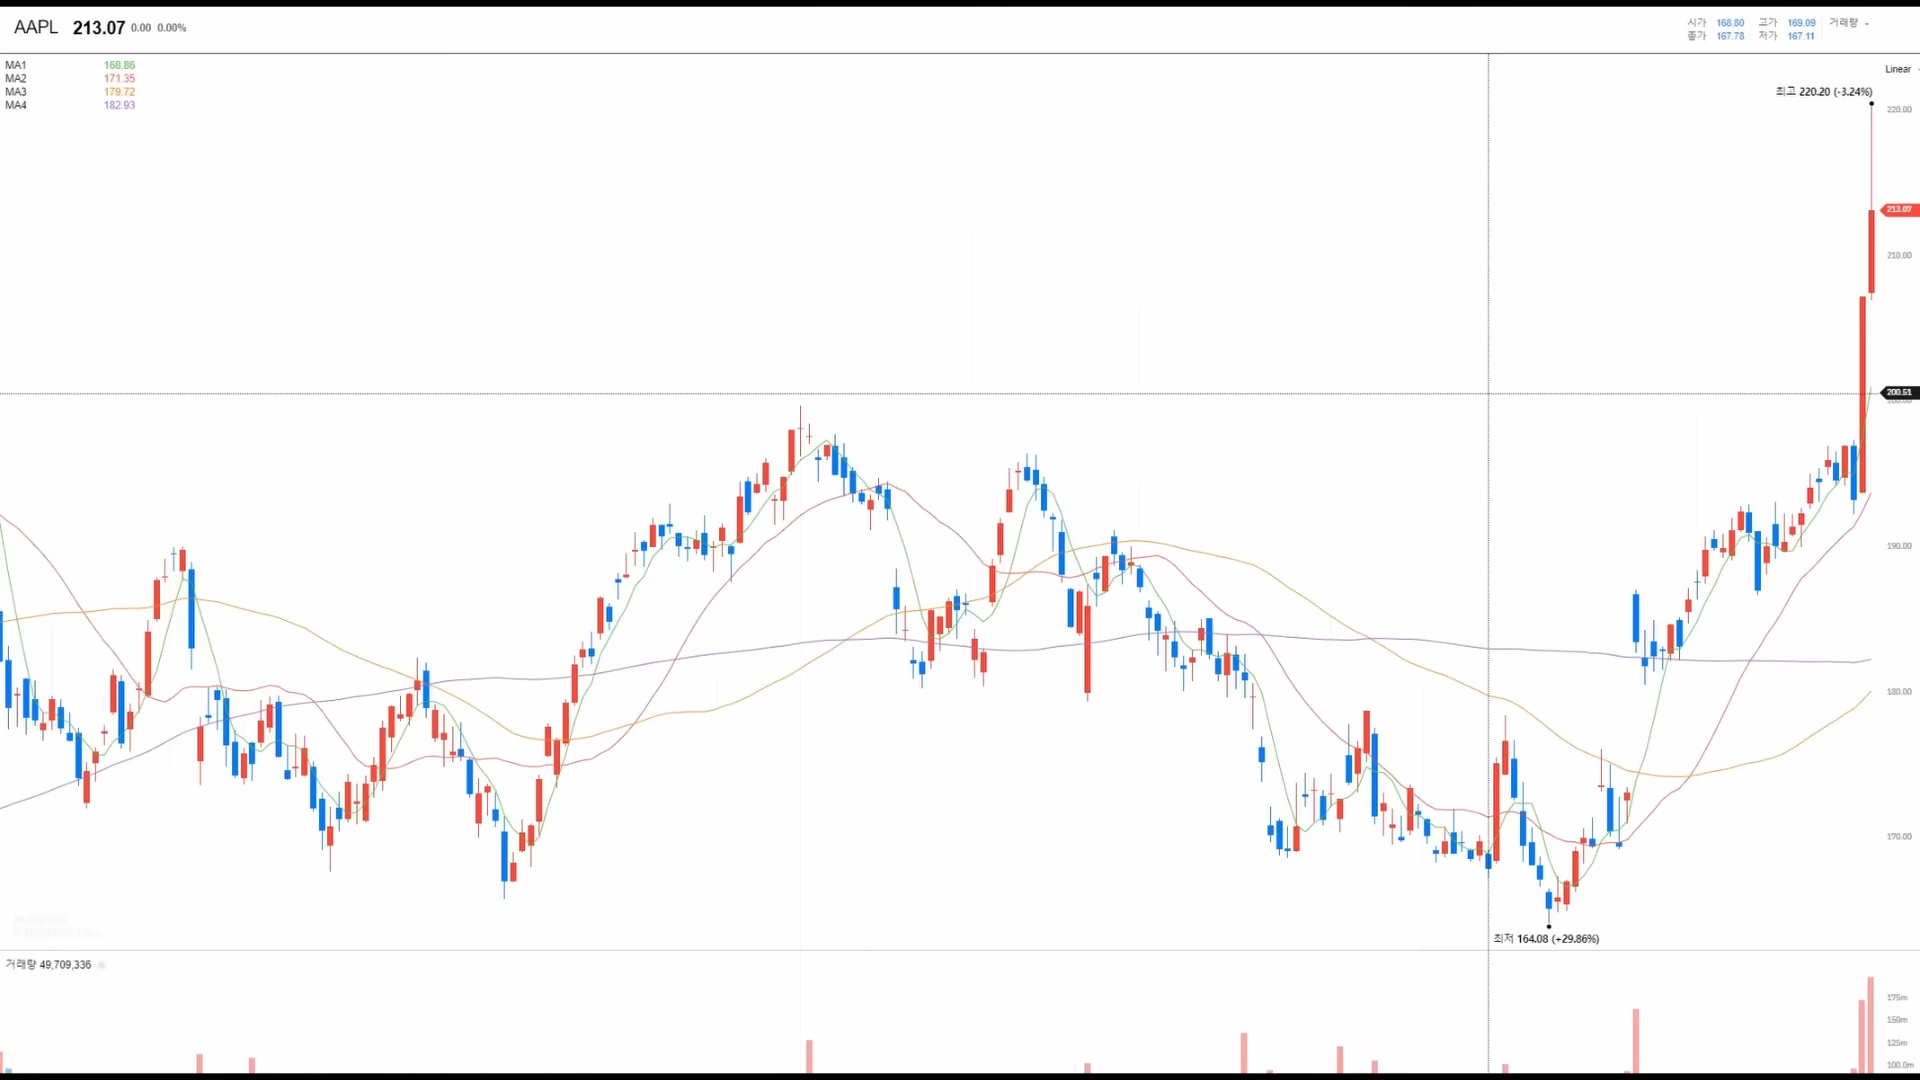 AAPL 213.07 0.00 0.00%
시가 168.80 고가 169.09 거래량 -
종가 167.78 저가 167.11
MA1 168.86
MA2 171.35
MA3 179.72
MA4 182.93
Linear
최고 220.20 (-3.24%)
220.00
213.07
210.00
200.51
190.00
180.00
170.00
최저 164.08 (+29.86%)
거래량 49,709,336
175m
150m
125m
100.0m